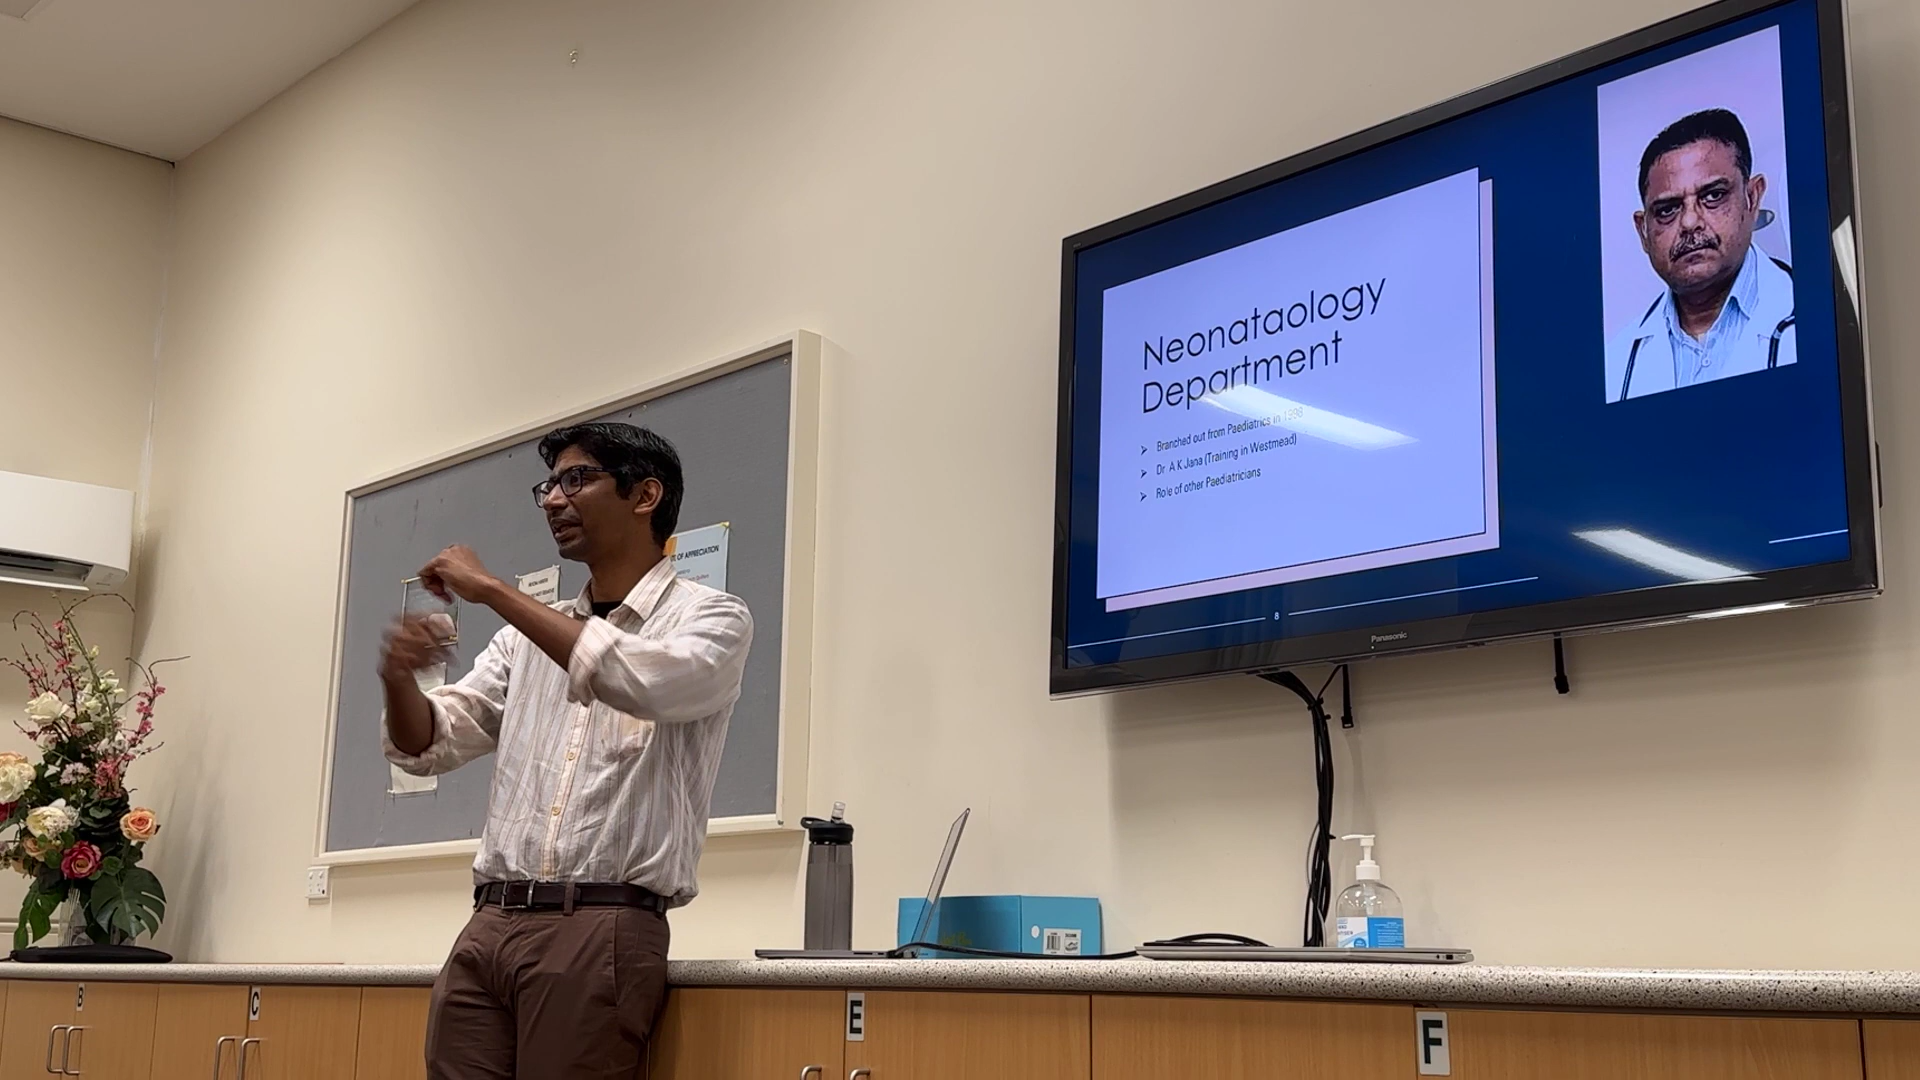 Neonataology
Department
Branched out from Paediatrics in 1998
Dr A K Jana (Training in Westmead)
Role of other Paediatricians
8
Panasonic
OF APPRECIATION
B
C
E
F